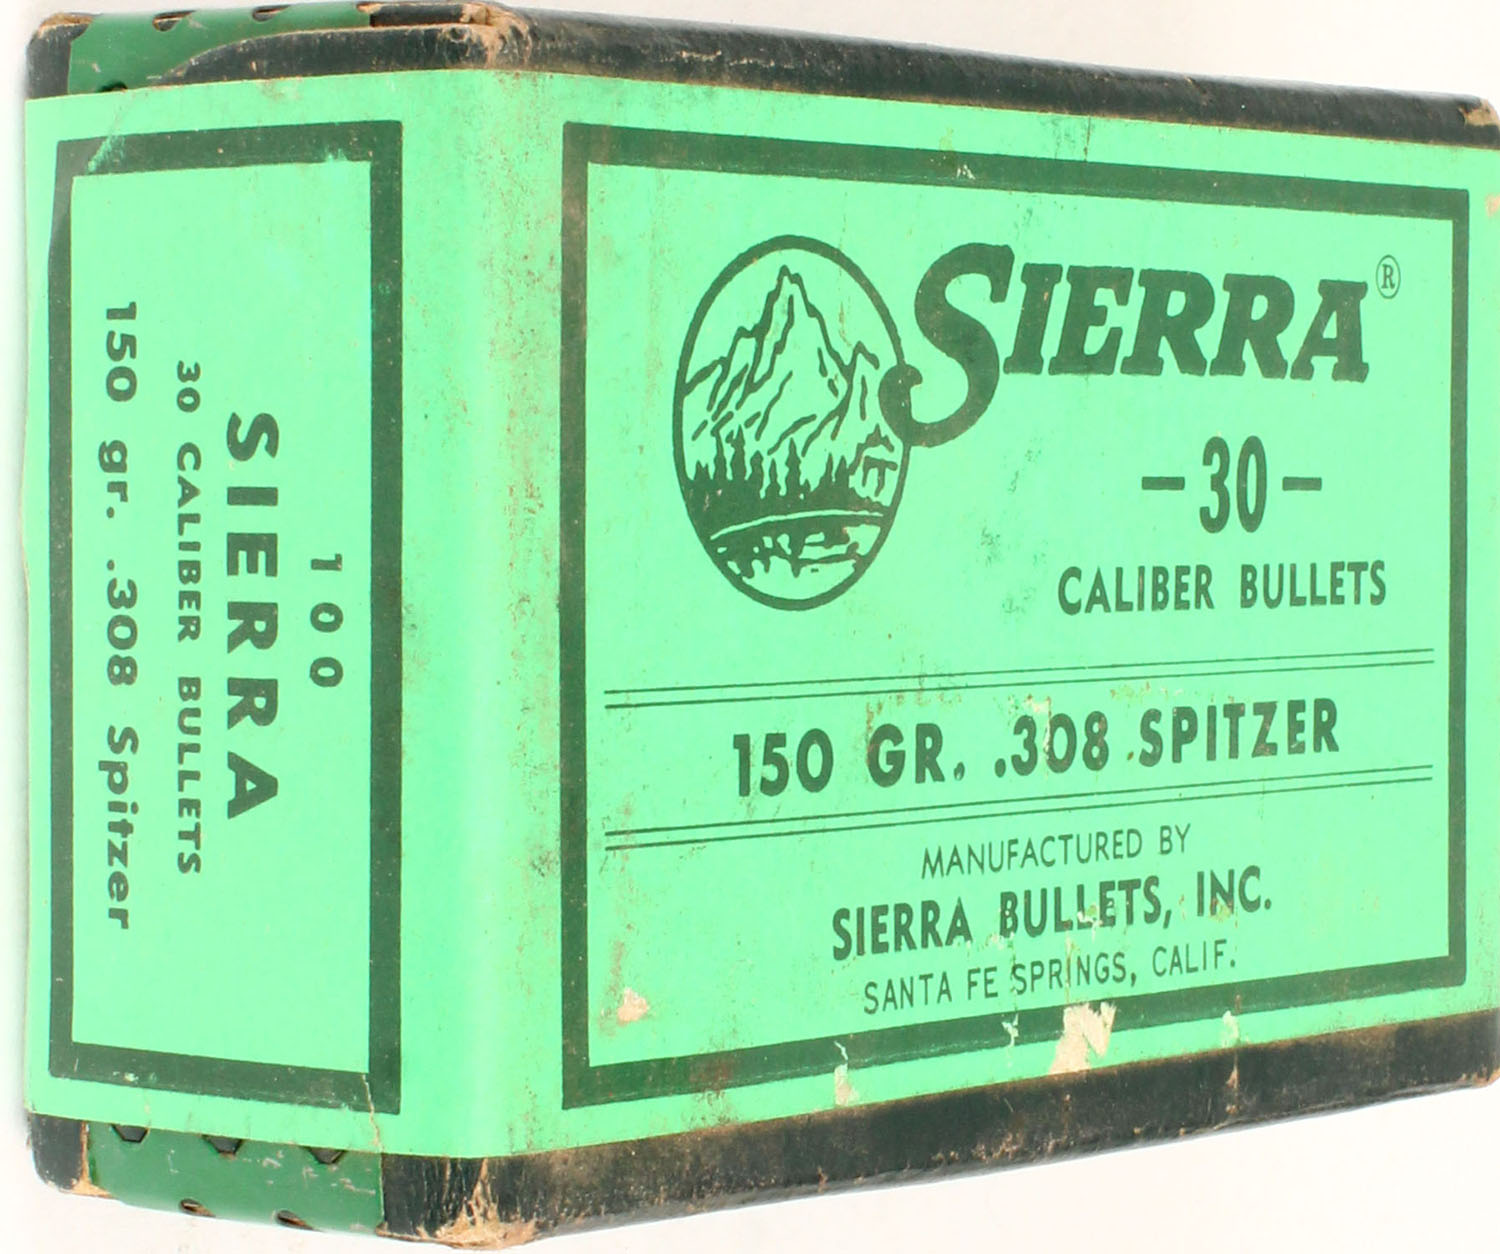 SIERRA®
-30-
CALIBER BULLETS
150 GR. .308 SPITZER
MANUFACTURED BY
SIERRA BULLETS, INC.
SANTA FE SPRINGS, CALIF.
100
SIERRA
30 CALIBER BULLETS
150 gr. .308 Spitzer